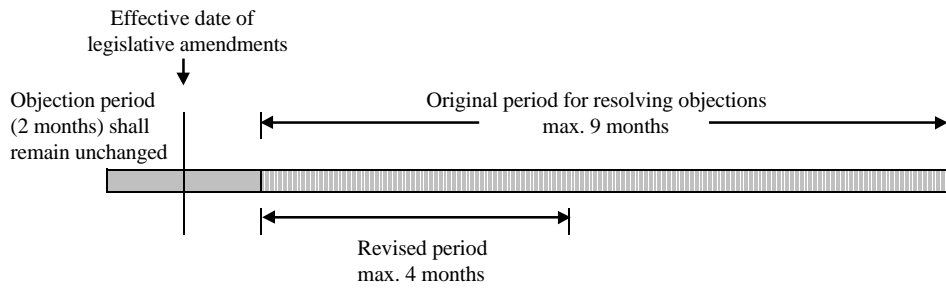 Effective date of
legislative amendments
Objection period
(2 months) shall
remain unchanged
Original period for resolving objections
max. 9 months
Revised period
max. 4 months